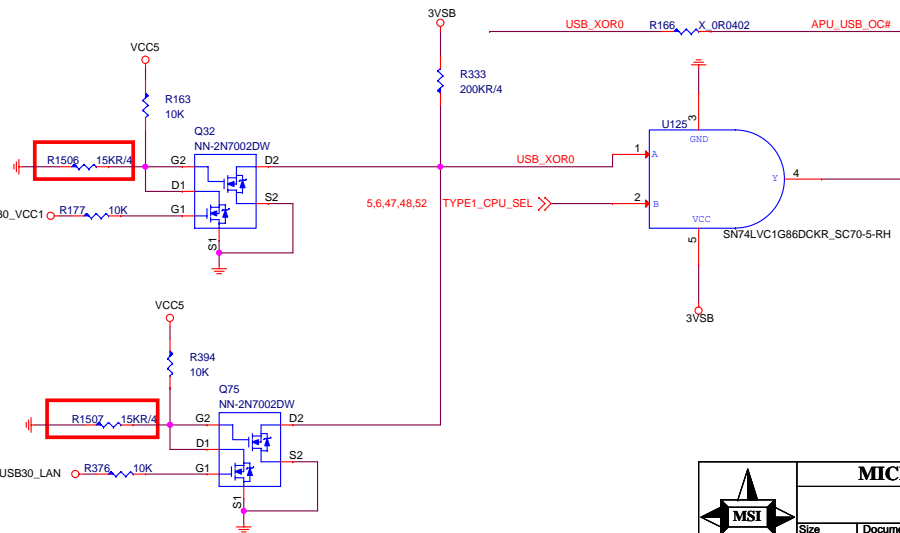 3VSB
USB_XOR0
R166
X_0R0402
APU_USB_OC#
VCC5
R333
200KR/4
R163
10K
U125
3
GND
Q32
NN-2N7002DW
R1506
15KR/4
G2
D2
USB_XOR0
1
A
D1
S2
Y
4
5,6,47,48,52
TYPE1_CPU_SEL
2
B
30_VCC1
R177
10K
G1
VCC
S1
5
SN74LVC1G86DCKR_SC70-5-RH
VCC5
3VSB
R394
10K
Q75
NN-2N7002DW
R1507
15KR/4
G2
D2
D1
S2
USB30_LAN
R376
10K
G1
S1
MIC
MSI
Size
Docume